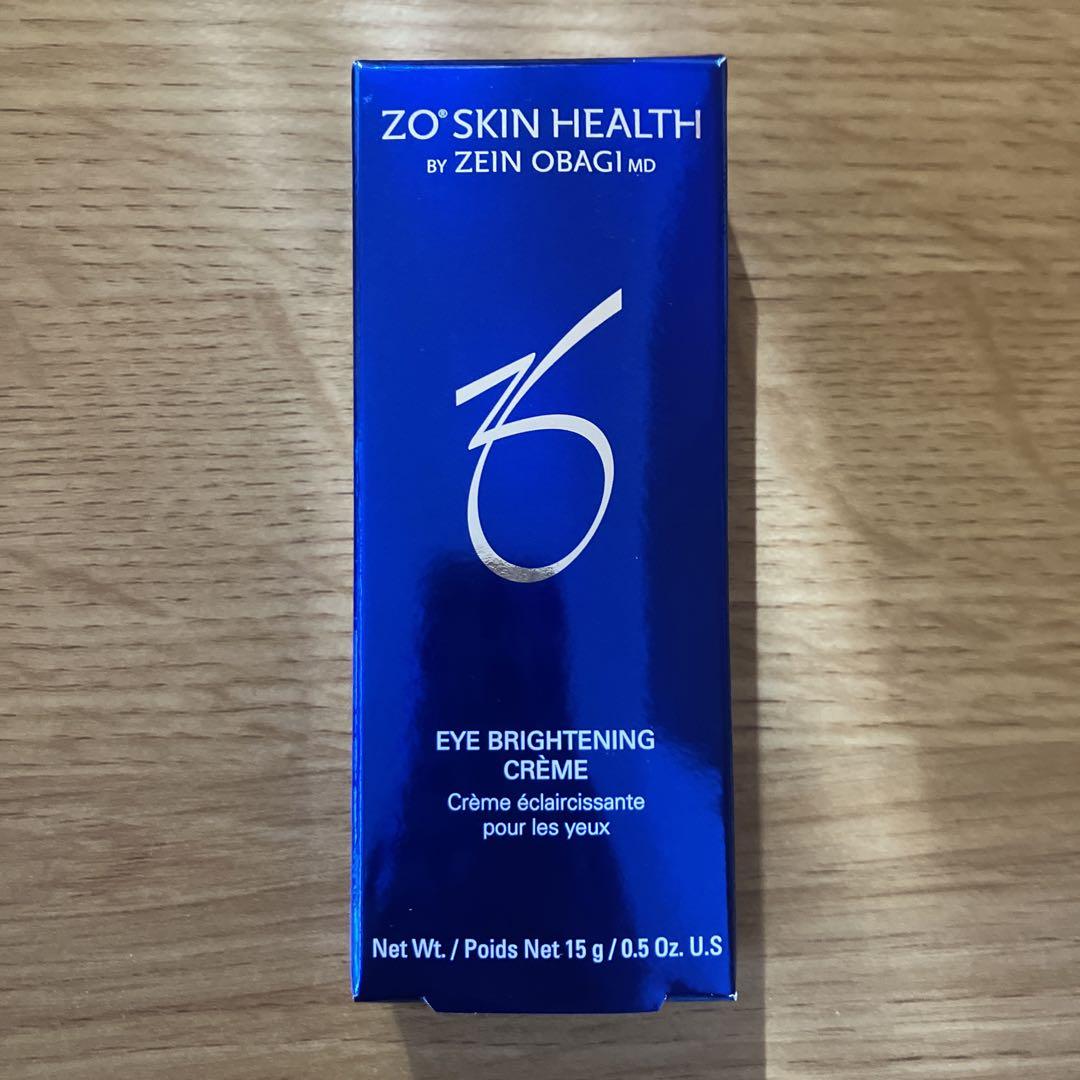 ZO® SKIN HEALTH
BY ZEIN OBAGI MD
EYE BRIGHTENING
CRÈME
Crème éclaircissante
pour les yeux
Net Wt. / Poids Net 15 g / 0.5 Oz. U.S